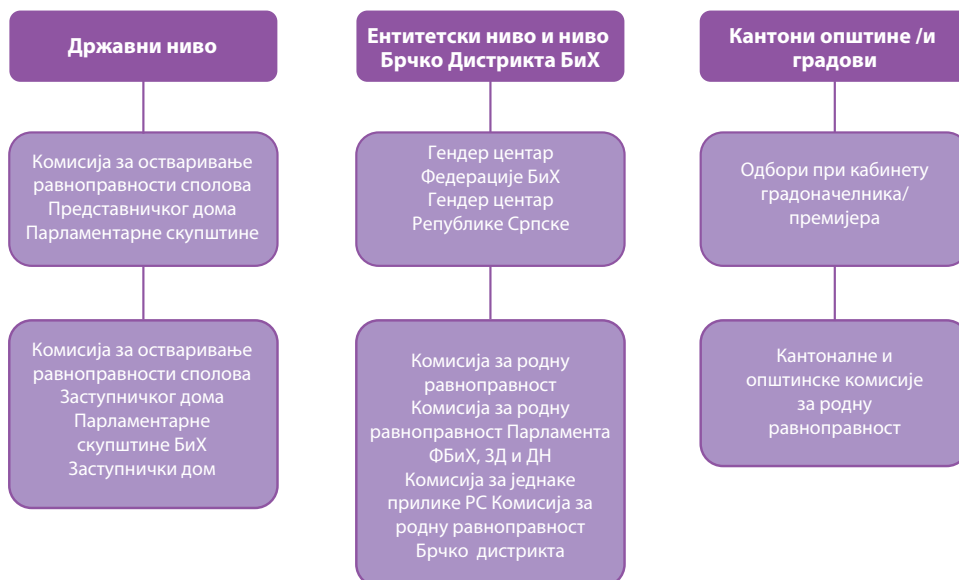 Државни ниво
Комисија за остваривање
равноправности сполова
Представничког дома
Парламентарне скупштине
Комисија за остваривање
равноправности сполова
Заступничког дома
Парламентарне
скупштине БиХ
Заступнички дом
Ентитетски ниво и ниво
Брчко Дистрикта БиХ
Гендер центар
Федерације БиХ
Гендер центар
Републике Српске
Комисија за родну
равноправност
Комисија за родну
равноправност Парламента
ФБиХ, ЗД и ДН
Комисија за једнаке
прилике РС Комисија за
родну равноправност
Брчко дистрикта
Кантони општине /и
градови
Одбори при кабинету
градоначелника/
премијера
Кантоналне и
општинске комисије
за родну
равноправност